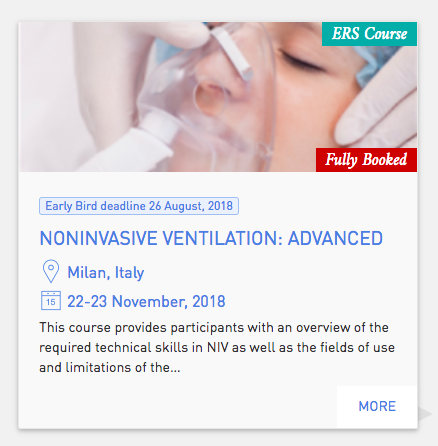 ERS Course
Fully Booked
Early Bird deadline 26 August, 2018
NONINVASIVE VENTILATION: ADVANCED
Milan, Italy
15
22-23 November, 2018
This course provides participants with an overview of the
required technical skills in NIV as well as the fields of use
and limitations of the...
MORE